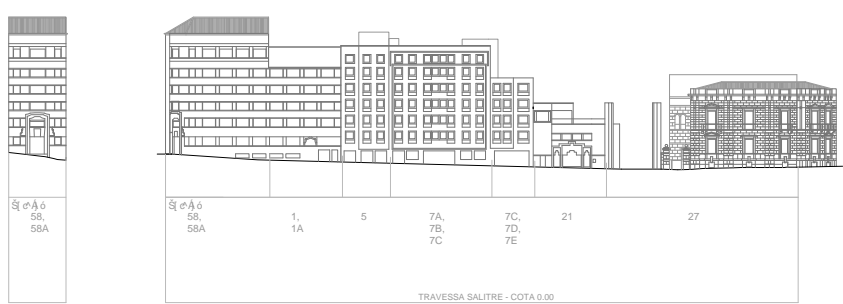 58,
58A
58,
58A
1,
1A
5
7A,
7B,
7C
7C,
7D,
7E
21
27
TRAVESSA SALITRE - COTA 0.00